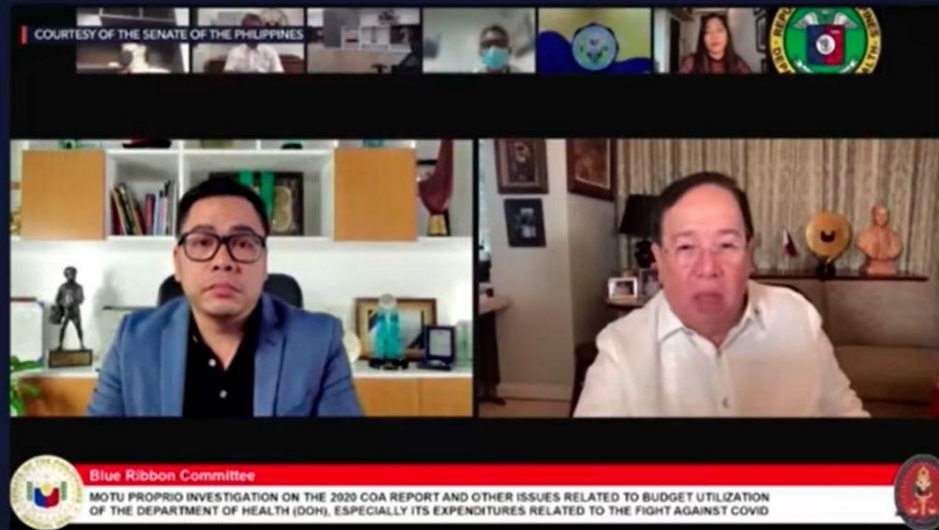 COURTESY OF THE SENATE OF THE PHILIPPINES
Blue Ribbon Committee
MOTU PROPRIO INVESTIGATION ON THE 2020 COA REPORT AND OTHER ISSUES RELATED TO BUDGET UTILIZATION
OF THE DEPARTMENT OF HEALTH (DOH), ESPECIALLY ITS EXPENDITURES RELATED TO THE FIGHT AGAINST COVID